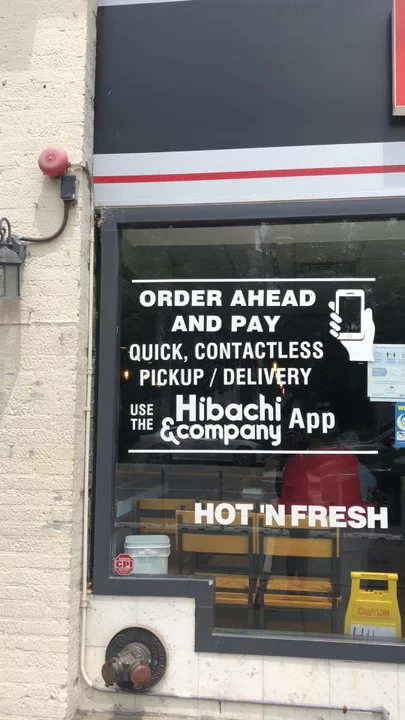 ORDER AHEAD
AND PAY
QUICK, CONTACTLESS
PICKUP / DELIVERY
USE THE Hibachi &company App
HOT 'N FRESH
CPI
CAUTION